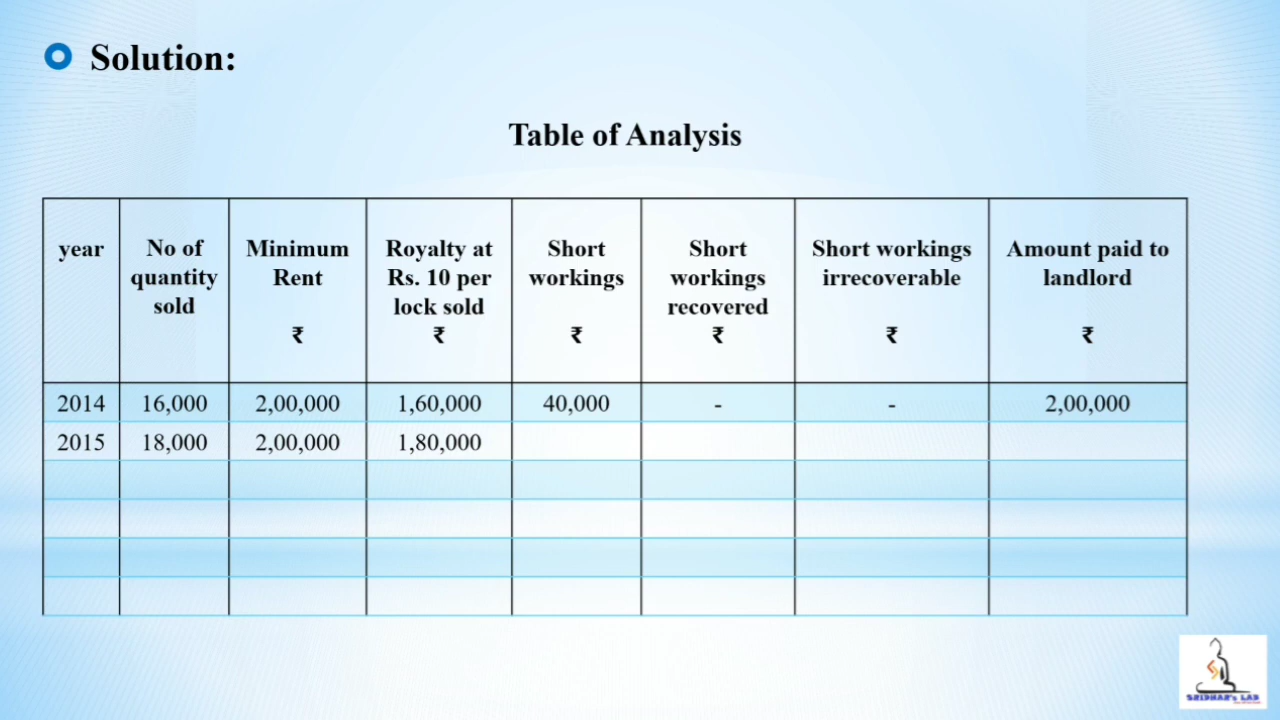 Solution:
Table of Analysis
year
No of
quantity
sold
Minimum
Rent
₹
Royalty at
Rs. 10 per
lock sold
₹
Short
workings
₹
Short
workings
recovered
₹
Short workings
irrecoverable
₹
Amount paid to
landlord
₹
2014 16,000 2,00,000 1,60,000 40,000 - - 2,00,000
2015 18,000 2,00,000 1,80,000
SRIDHAR's LAB